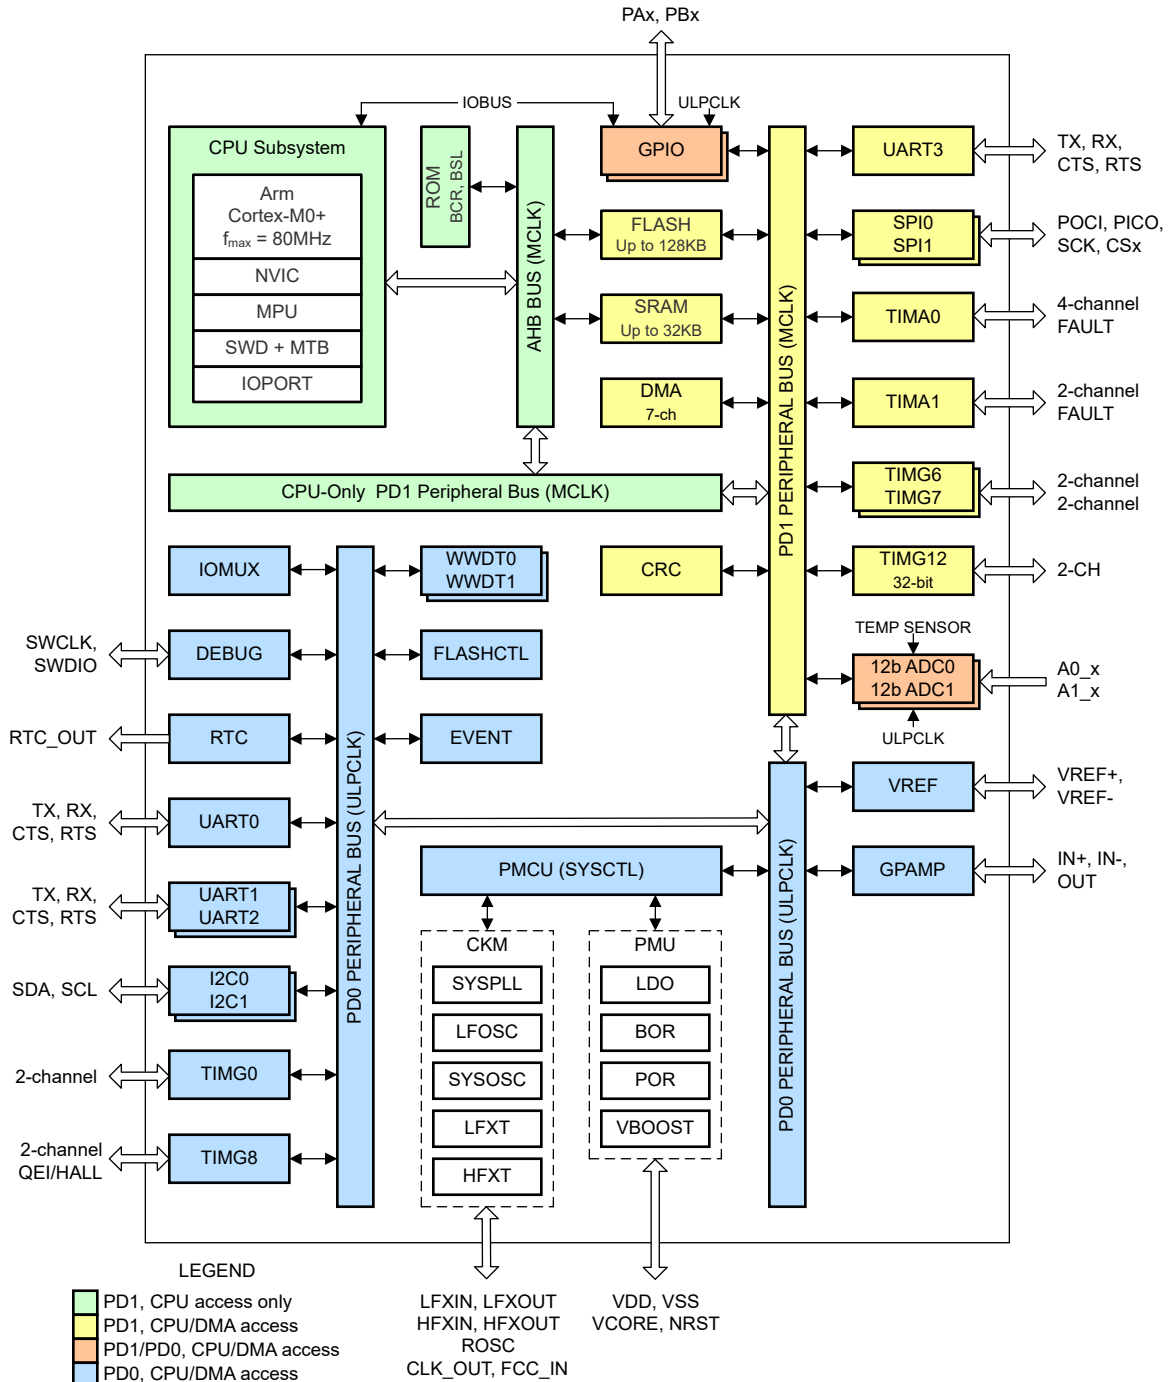 PAx, PBx
IOBUS
ULPCLK
CPU Subsystem
Arm
Cortex-M0+
fmax = 80MHz
NVIC
MPU
SWD + MTB
IOPORT
ROM
BCR, BSL
AHB BUS (MCLK)
GPIO
FLASH
Up to 128KB
SRAM
Up to 32KB
DMA
7-ch
CPU-Only PD1 Peripheral Bus (MCLK)
CRC
PD1 PERIPHERAL BUS (MCLK)
UART3
TX, RX,
CTS, RTS
SPI0
SPI1
POCI, PICO,
SCK, CSx
TIMA0
4-channel
FAULT
TIMA1
2-channel
FAULT
TIMG6
TIMG7
2-channel
2-channel
TIMG12
32-bit
2-CH
TEMP SENSOR
12b ADC0
12b ADC1
A0_x
A1_x
ULPCLK
VREF
VREF+,
VREF-
GPAMP
IN+, IN-,
OUT
IOMUX
SWCLK,
SWDIO
DEBUG
RTC_OUT
RTC
TX, RX,
CTS, RTS
UART0
TX, RX,
CTS, RTS
UART1
UART2
SDA, SCL
I2C0
I2C1
2-channel
TIMG0
2-channel
QEI/HALL
TIMG8
PD0 PERIPHERAL BUS (ULPCLK)
WWDT0
WWDT1
FLASHCTL
EVENT
PMCU (SYSCTL)
PD0 PERIPHERAL BUS (ULPCLK)
CKM
SYSPLL
LFOSC
SYSOSC
LFXT
HFXT
PMU
LDO
BOR
POR
VBOOST
LFXIN, LFXOUT
HFXIN, HFXOUT
ROSC
CLK_OUT, FCC_IN
VDD, VSS
VCORE, NRST
LEGEND
PD1, CPU access only
PD1, CPU/DMA access
PD1/PD0, CPU/DMA access
PD0, CPU/DMA access